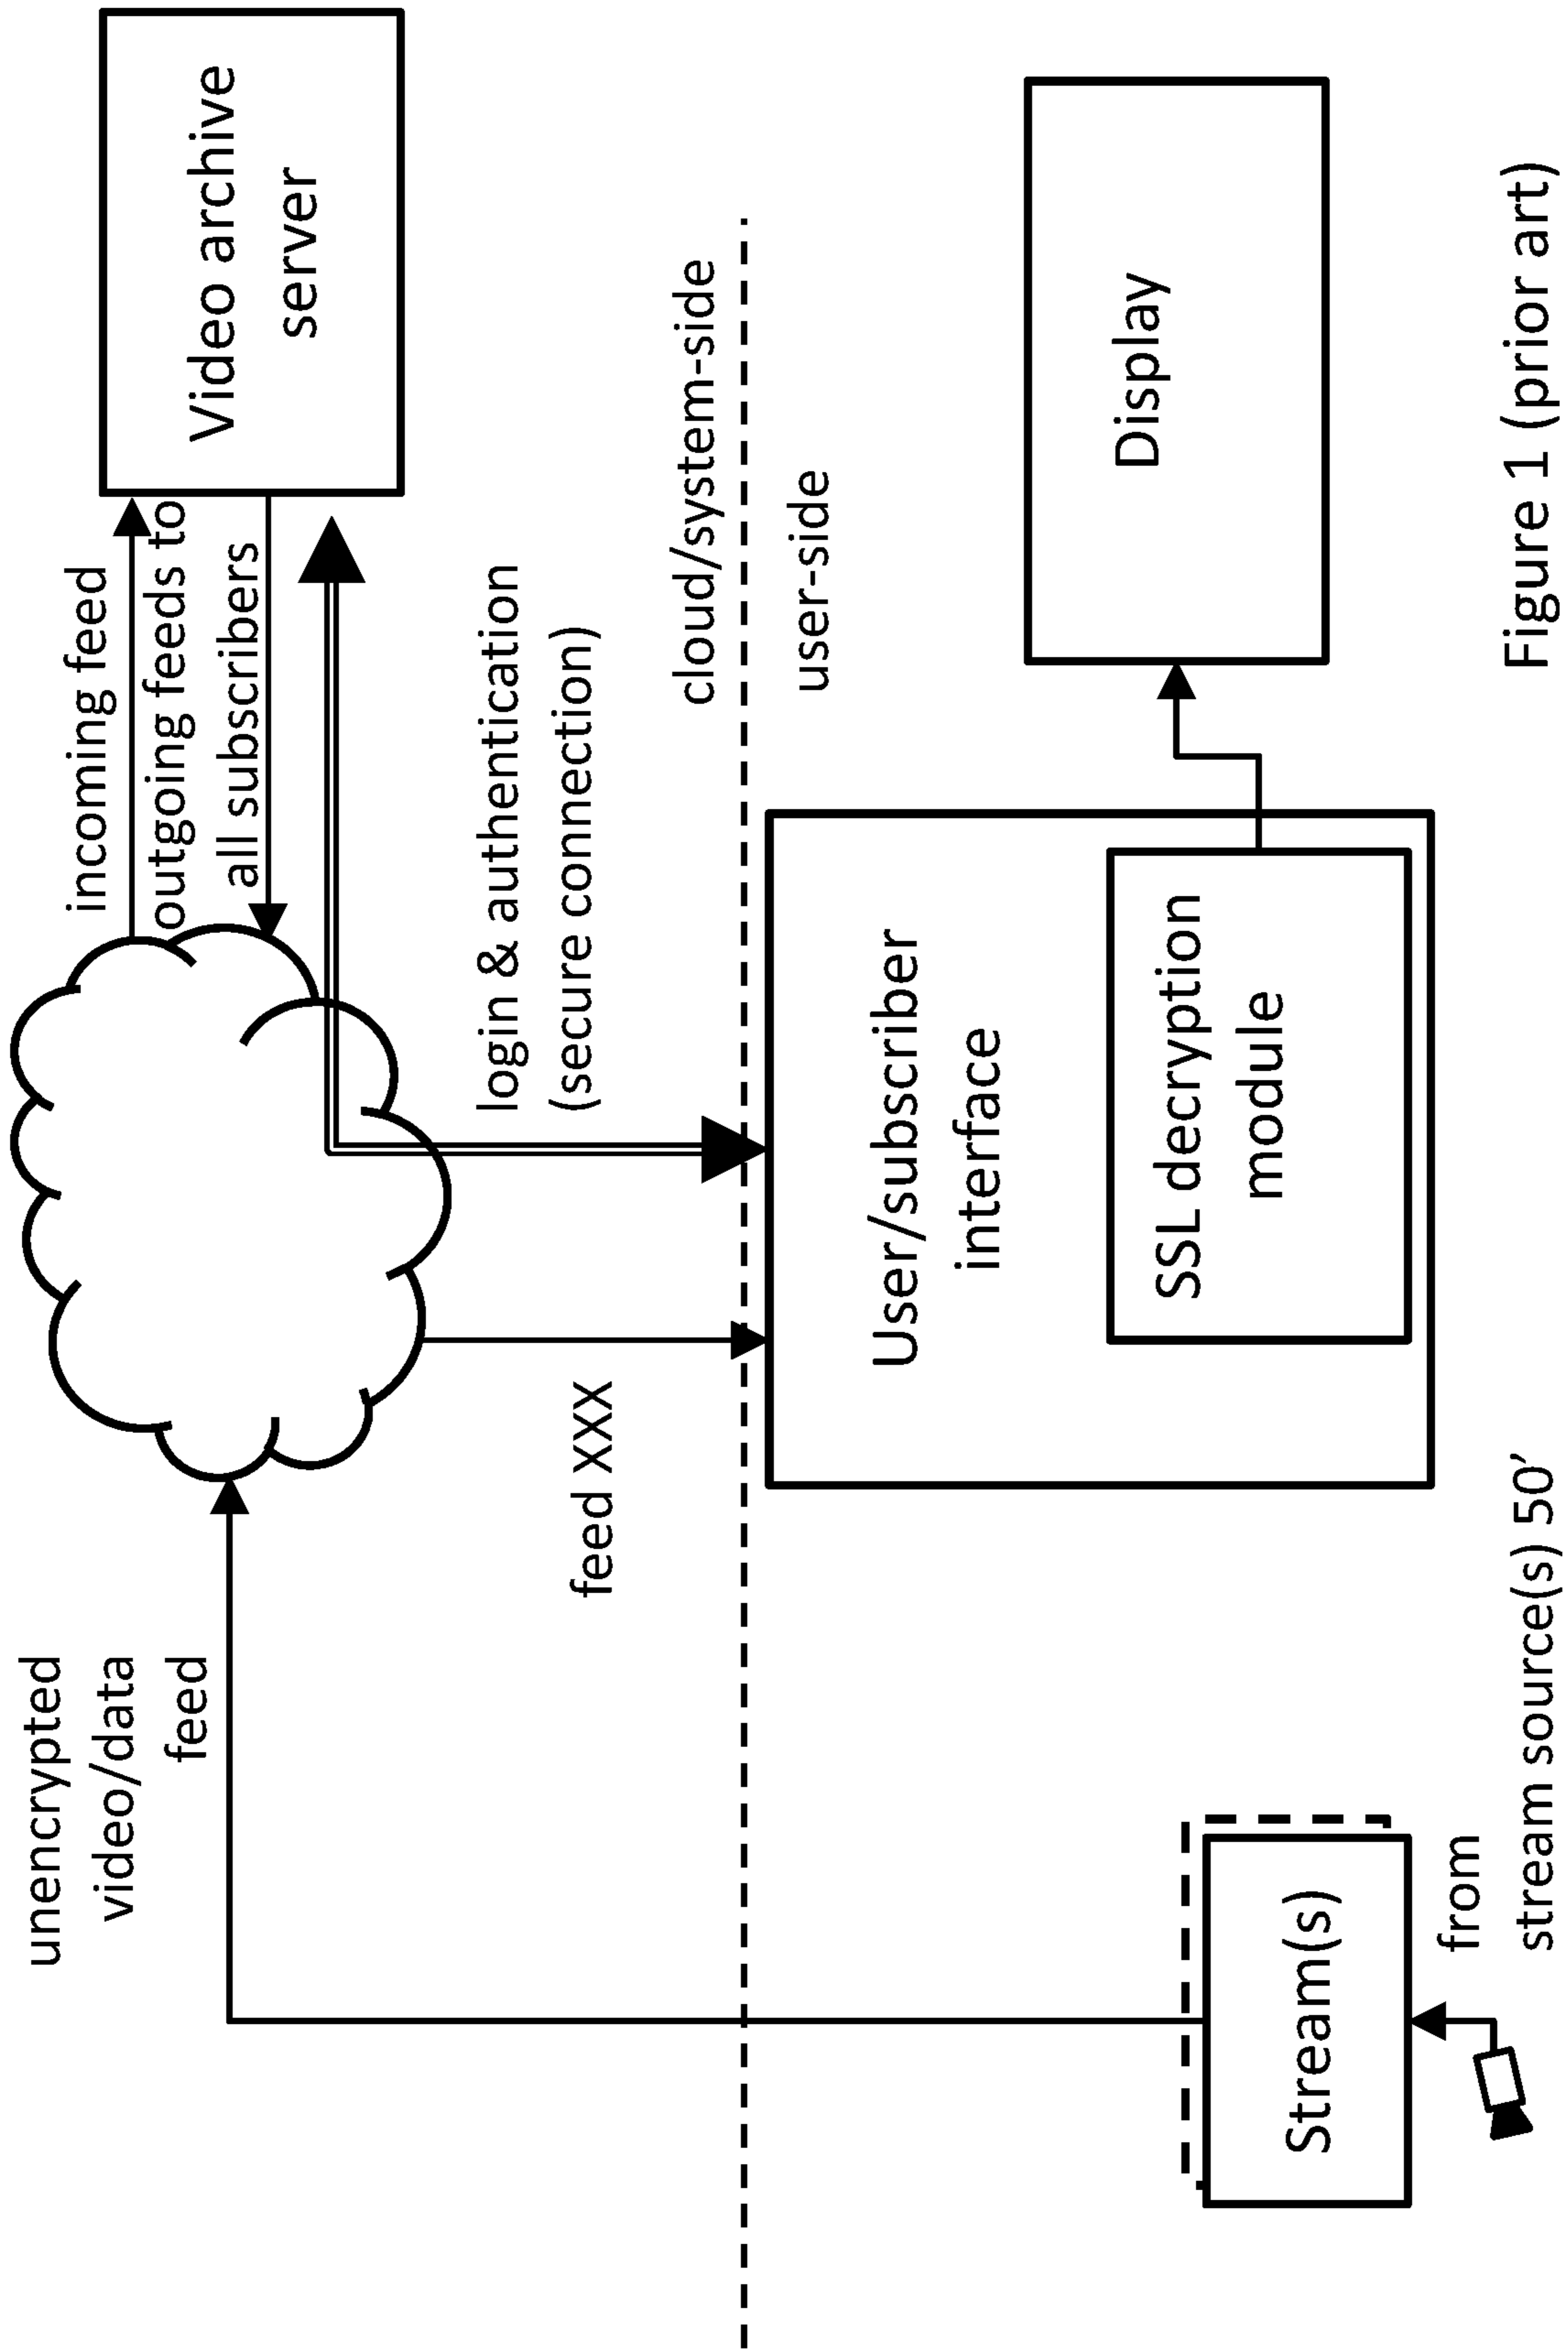 unencrypted
video/data
feed
incoming feed
outgoing feeds to
all subscribers
Video archive
server
login & authentication
(secure connection)
feed XXX
cloud/system-side
user-side
User/subscriber
interface
SSL decryption
module
Display
Stream(s)
from
stream source(s) 50’
Figure 1 (prior art)